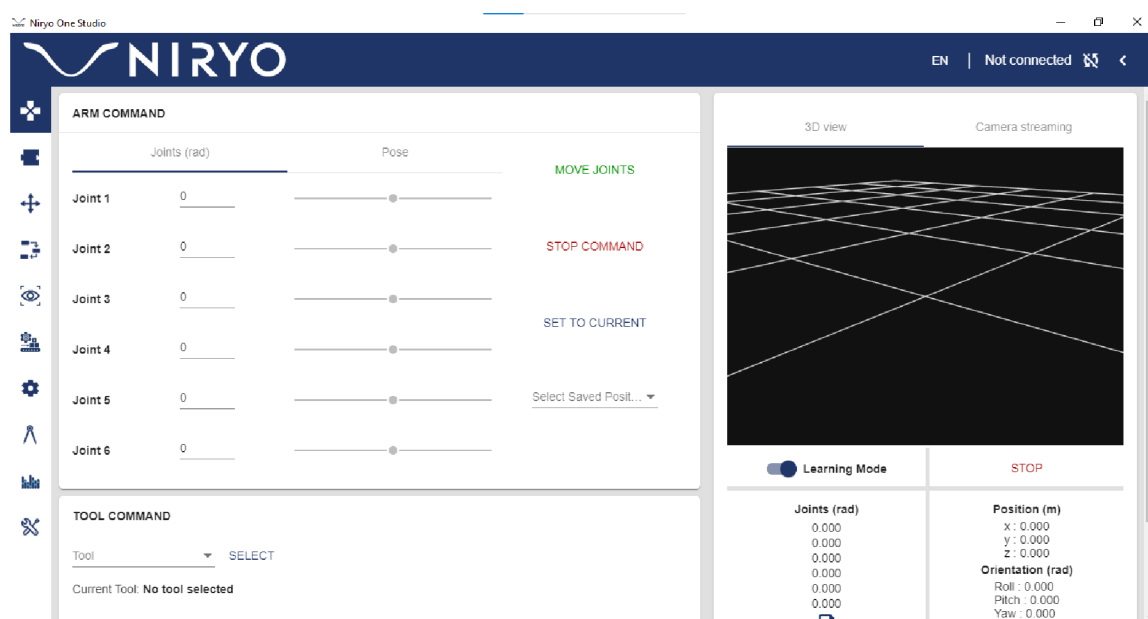 Niryo One Studio
NIRYO
EN | Not connected
ARM COMMAND
Joints (rad)
Pose
MOVE JOINTS
Joint 1
0
Joint 2
0
STOP COMMAND
Joint 3
0
SET TO CURRENT
Joint 4
0
Joint 5
0
Select Saved Posit...
Joint 6
0
TOOL COMMAND
Tool
SELECT
Current Tool: No tool selected
3D view
Camera streaming
Learning Mode
STOP
Joints (rad)
0.000
0.000
0.000
0.000
0.000
0.000
Position (m)
x : 0.000
y : 0.000
z : 0.000
Orientation (rad)
Roll : 0.000
Pitch : 0.000
Yaw : 0.000